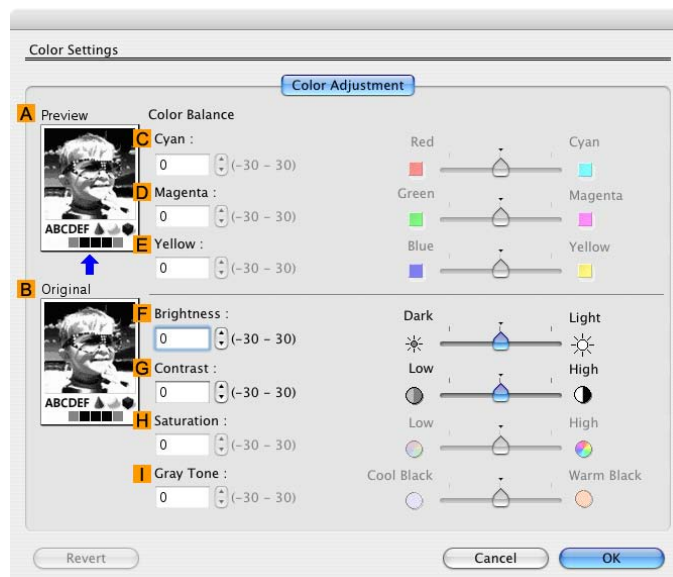 Color Settings
Color Adjustment
A Preview
Color Balance
C Cyan :
0 (-30 – 30)
Red Cyan
D Magenta :
0 (-30 – 30)
Green Magenta
E Yellow :
0 (-30 – 30)
Blue Yellow
ABCDEF
B Original
F Brightness :
0 (-30 – 30)
Dark Light
G Contrast :
0 (-30 – 30)
Low High
ABCDEF
H Saturation :
0 (-30 – 30)
Low High
I Gray Tone :
0 (-30 – 30)
Cool Black Warm Black
Revert Cancel OK